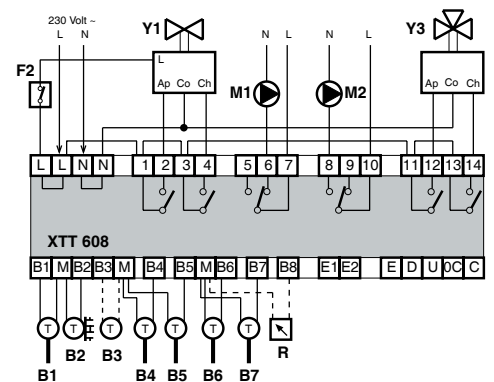 230 Volt ~
L N
Y1
N L
N L
Y3
F2
L
Ap Co Ch
M1
M2
Ap Co Ch
L L N N 1 2 3 4 5 6 7 8 9 10 11 12 13 14
XTT 608
B1 M B2 B3 M B4 B5 M B6 B7 B8 E1 E2 E D U 0C C
T T T T T T T
B1 B2 B3 B4 B5 B6 B7 R